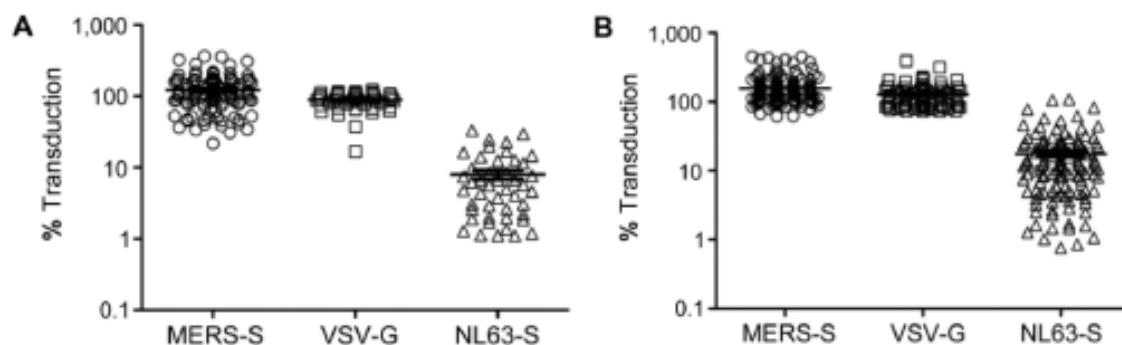 A
% Transduction
1,000
100
10
1
0.1
MERS-S VSV-G NL63-S
B
% Transduction
1,000
100
10
1
0.1
MERS-S VSV-G NL63-S